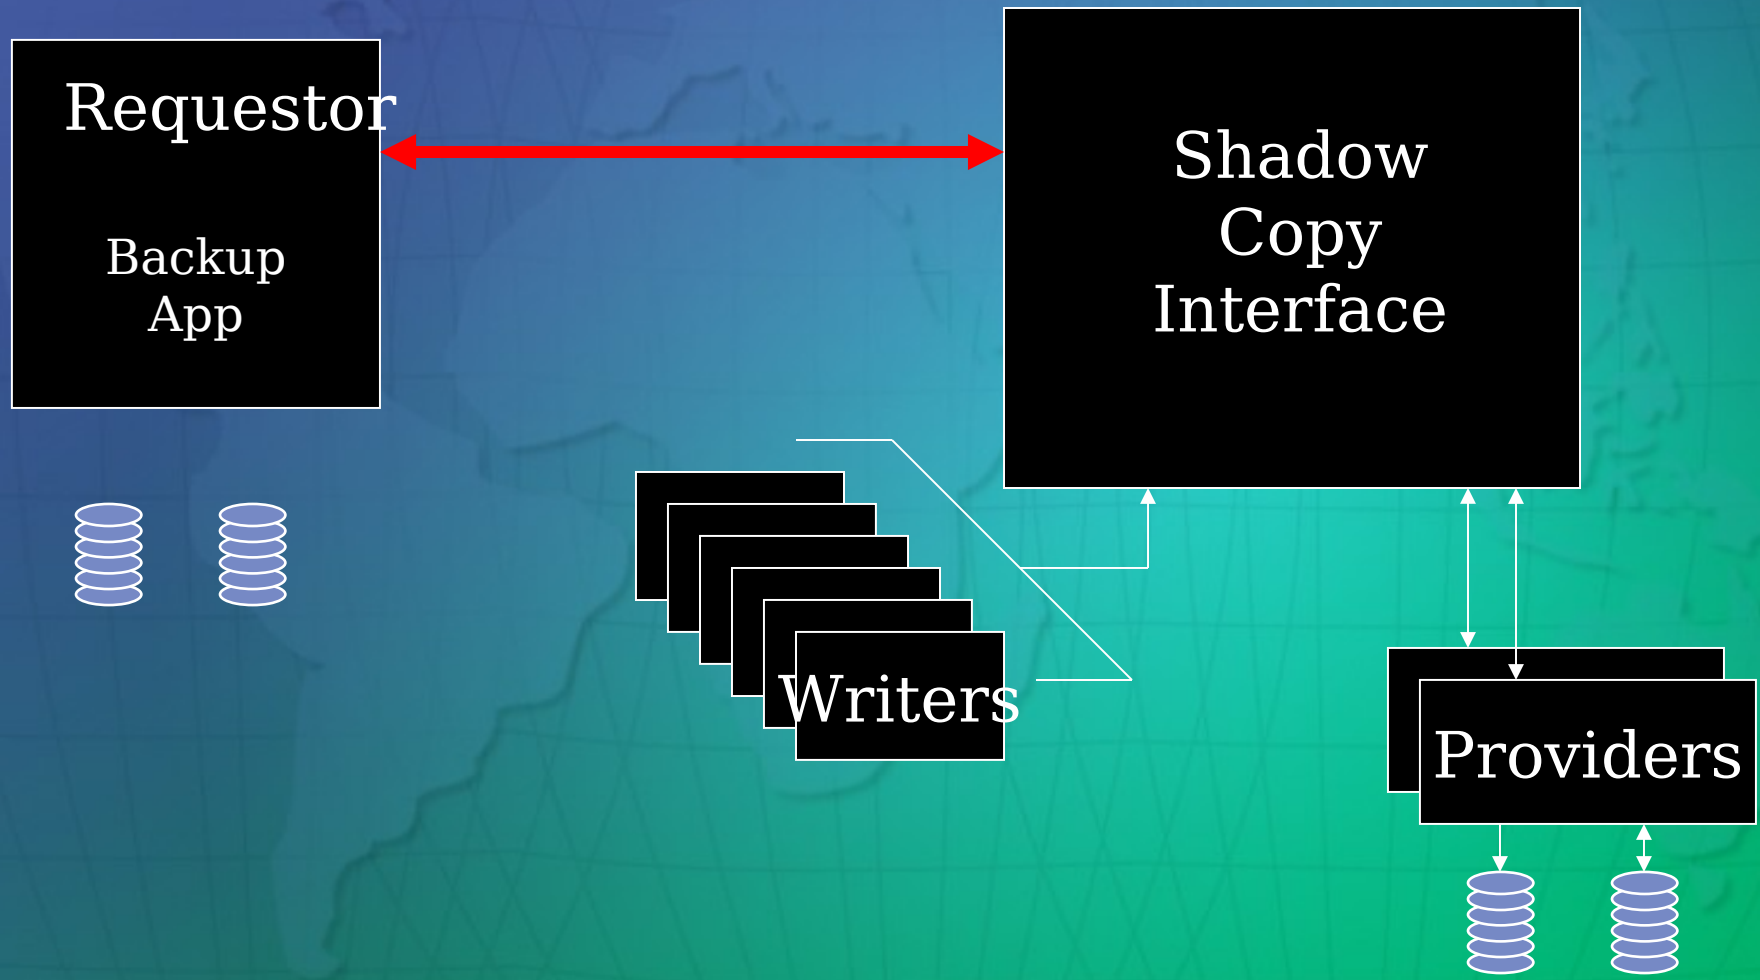 Requestor
Backup
App
Shadow
Copy
Interface
Writers
Providers